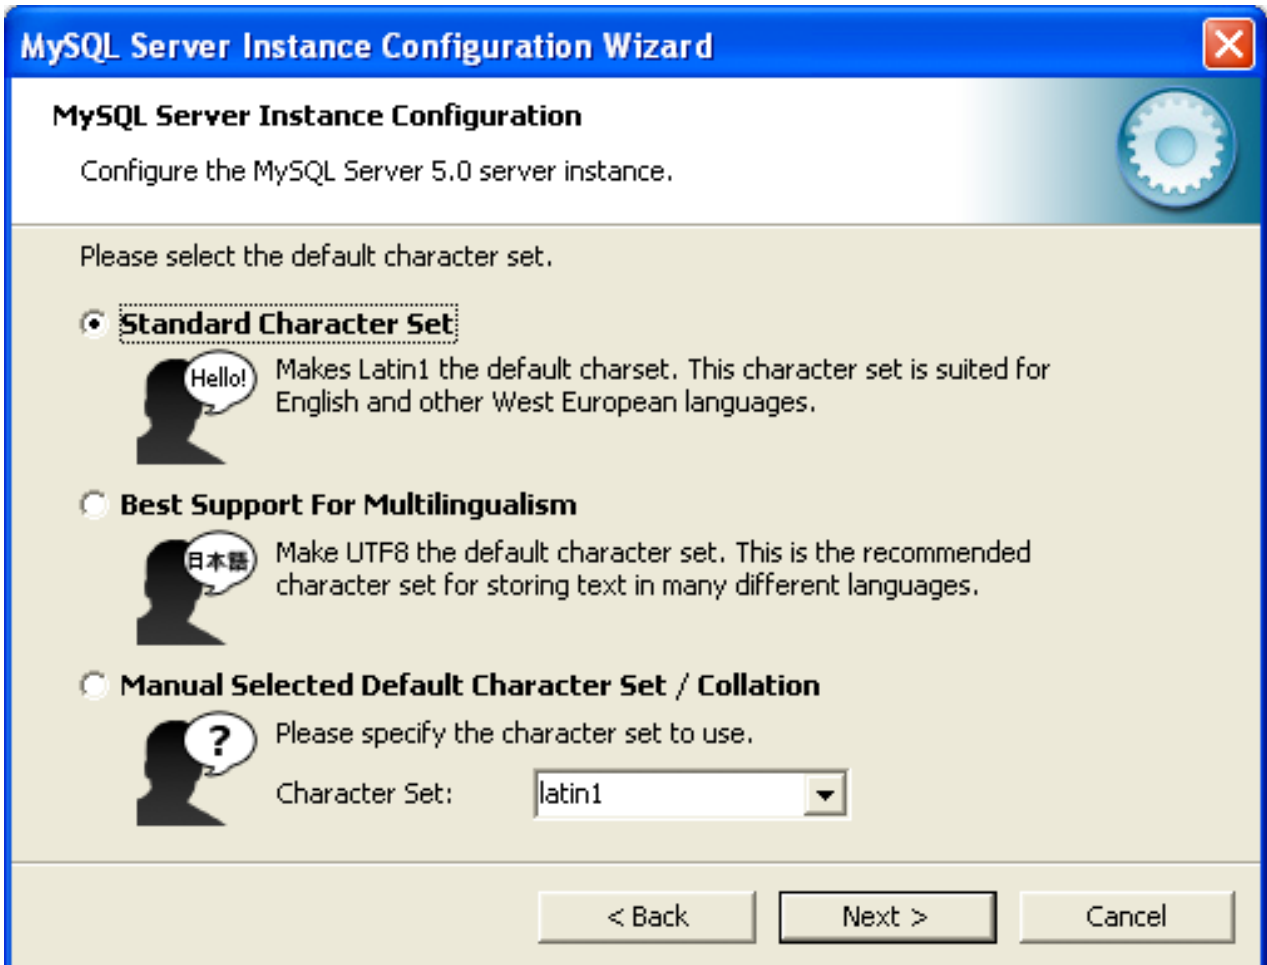 MySQL Server Instance Configuration Wizard
MySQL Server Instance Configuration
Configure the MySQL Server 5.0 server instance.
Please select the default character set.
Standard Character Set
Hello!
Makes Latin1 the default charset. This character set is suited for
English and other West European languages.
Best Support For Multilingualism
日本語
Make UTF8 the default character set. This is the recommended
character set for storing text in many different languages.
Manual Selected Default Character Set / Collation
?
Please specify the character set to use.
Character Set: latin1
< Back Next > Cancel